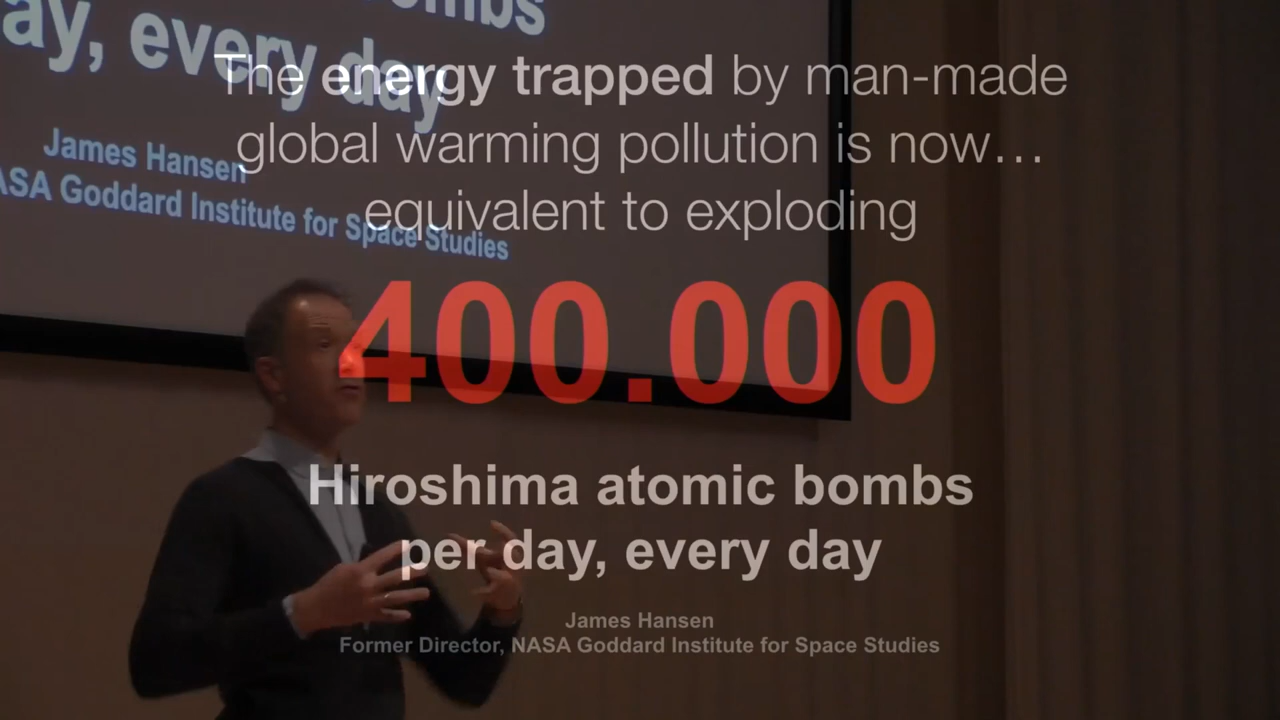 ombs
ay, every day
James Hansen
ASA Goddard Institute for Space Studies
The energy trapped by man-made
global warming pollution is now…
equivalent to exploding
400.000
Hiroshima atomic bombs
per day, every day
James Hansen
Former Director, NASA Goddard Institute for Space Studies